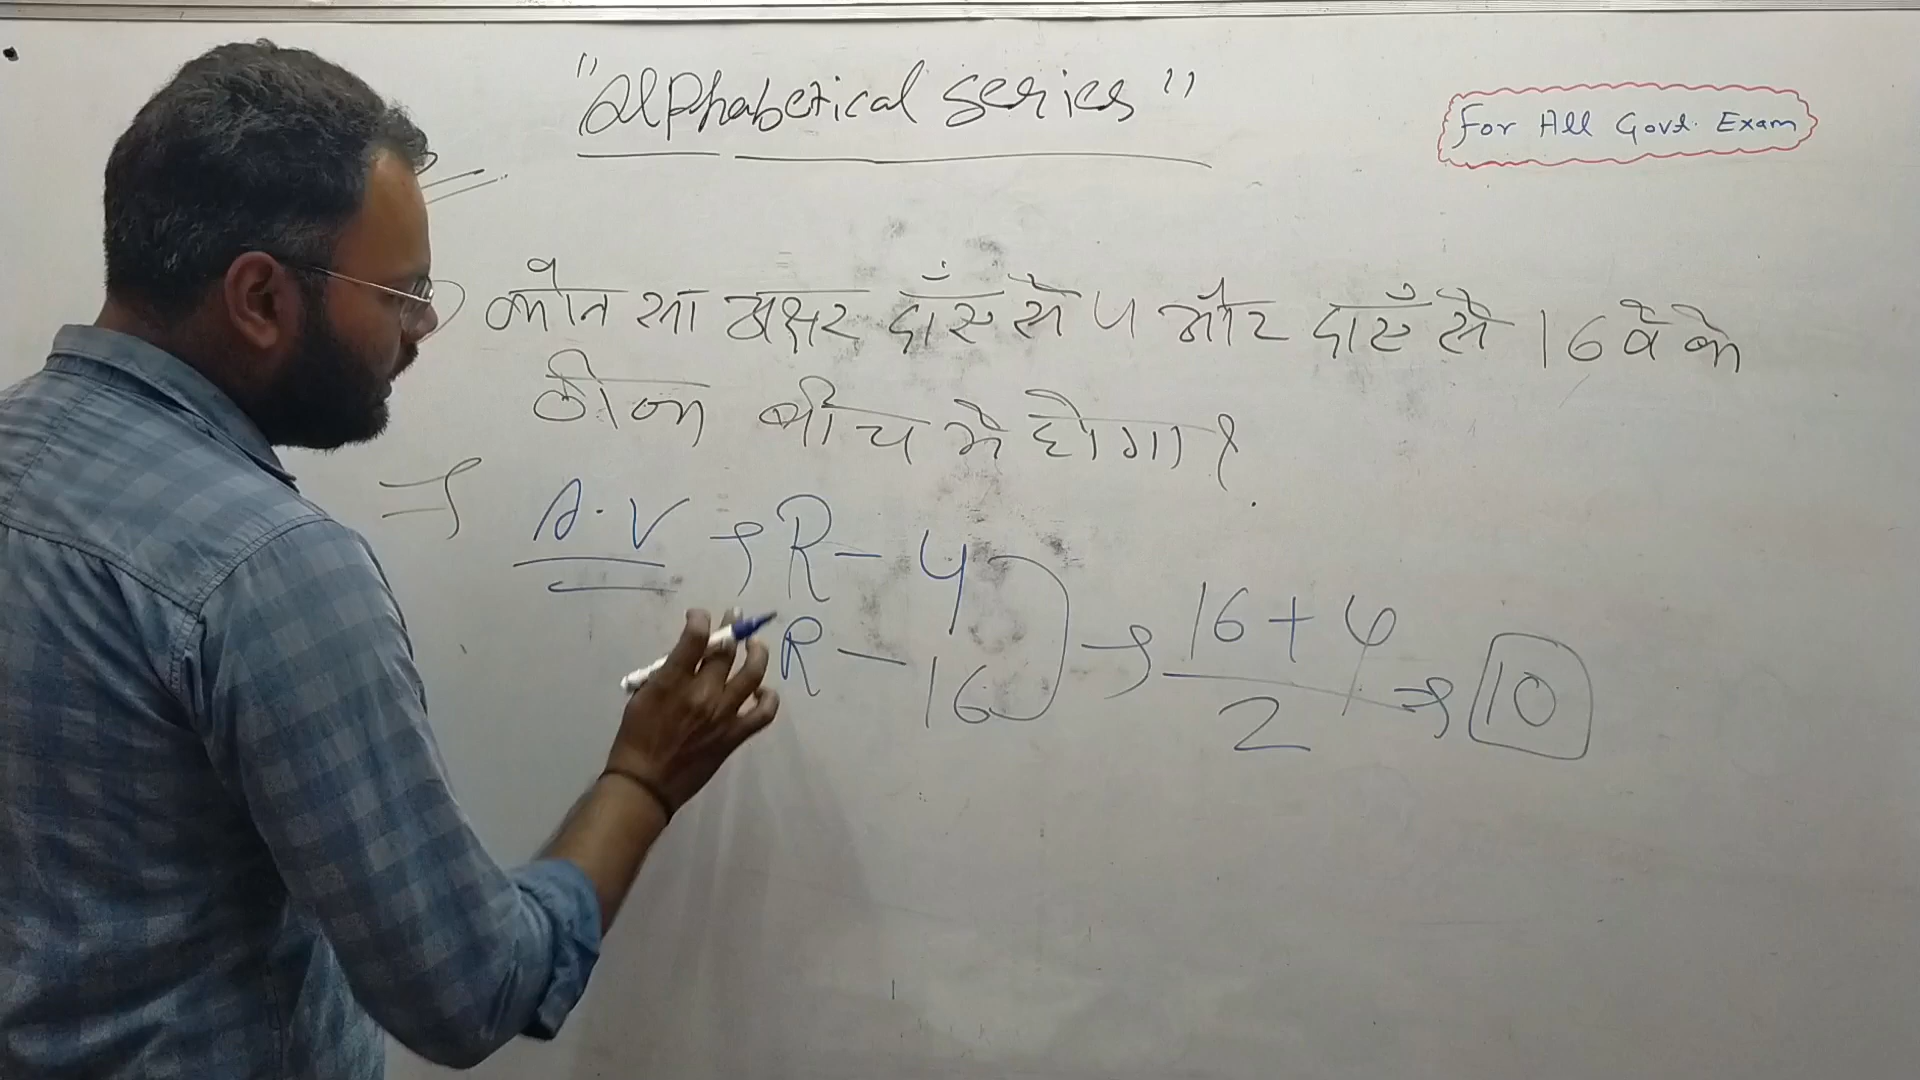 "Alphabetical series"
For All Govt. Exam
कौन सा अक्षर दाँए से 4 और दाएँ से 16 वे के
ठीक बीच मे होगा?
⇒ A.V → R - 4
R - 16
→ 16 + 4 / 2 → 10